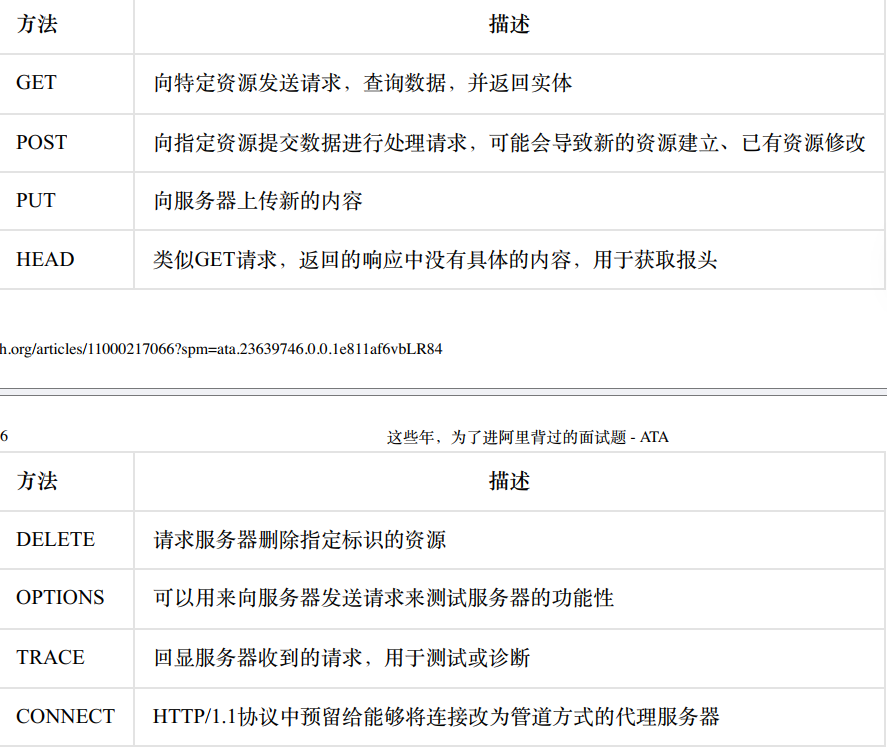 方法 描述
GET 向特定资源发送请求，查询数据，并返回实体
POST 向指定资源提交数据进行处理请求，可能会导致新的资源建立、已有资源修改
PUT 向服务器上传新的内容
HEAD 类似GET请求，返回的响应中没有具体的内容，用于获取报头
h.org/articles/11000217066?spm=ata.23639746.0.0.1e811af6vbLR84
6 这些年，为了进阿里背过的面试题 - ATA
方法 描述
DELETE 请求服务器删除指定标识的资源
OPTIONS 可以用来向服务器发送请求来测试服务器的功能性
TRACE 回显服务器收到的请求，用于测试或诊断
CONNECT HTTP/1.1协议中预留给能够将连接改为管道方式的代理服务器